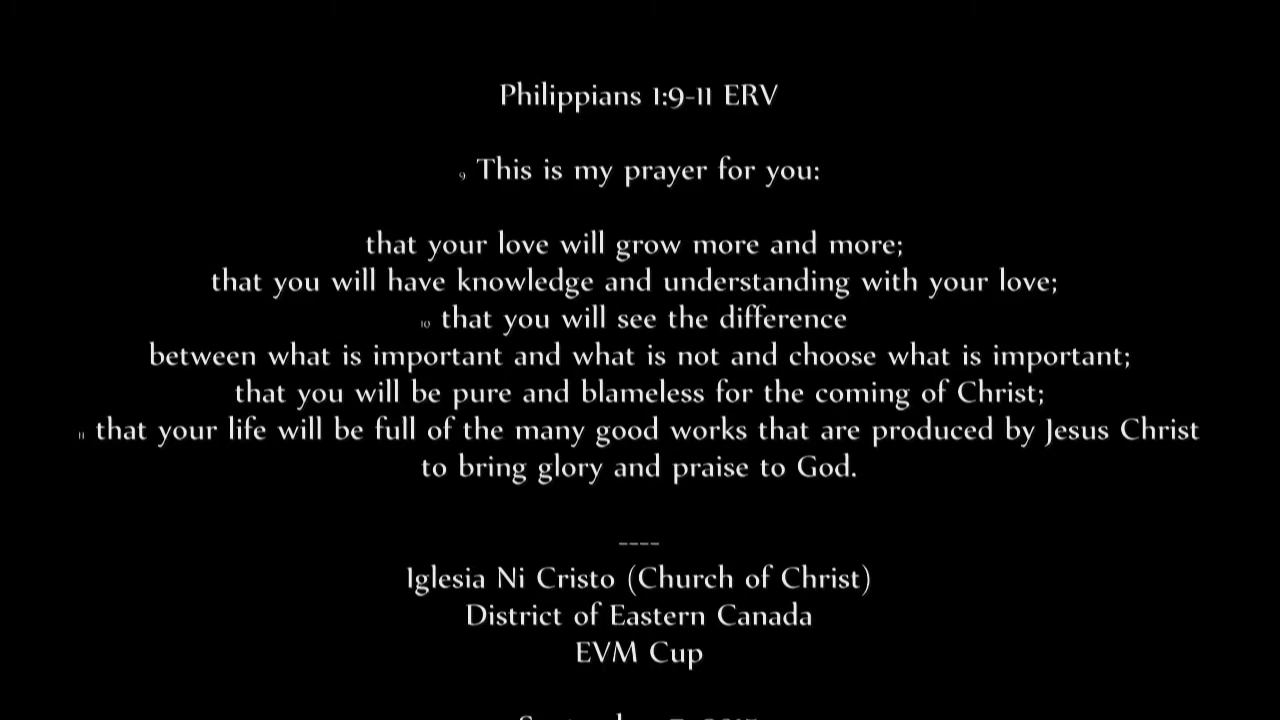 Philippians 1:9-11 ERV
9 This is my prayer for you:
that your love will grow more and more;
that you will have knowledge and understanding with your love;
10 that you will see the difference
between what is important and what is not and choose what is important;
that you will be pure and blameless for the coming of Christ;
11 that your life will be full of the many good works that are produced by Jesus Christ
to bring glory and praise to God.
----
Iglesia Ni Cristo (Church of Christ)
District of Eastern Canada
EVM Cup